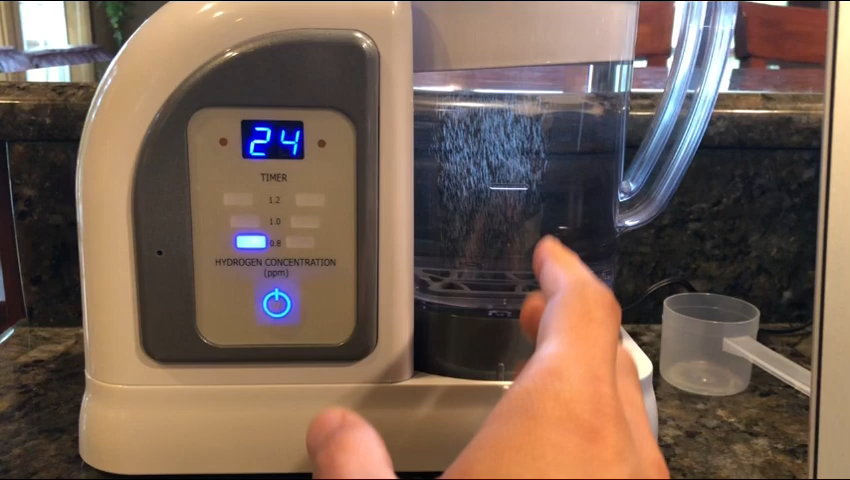 24
TIMER
1.2
1.0
0.8
HYDROGEN CONCENTRATION
(ppm)